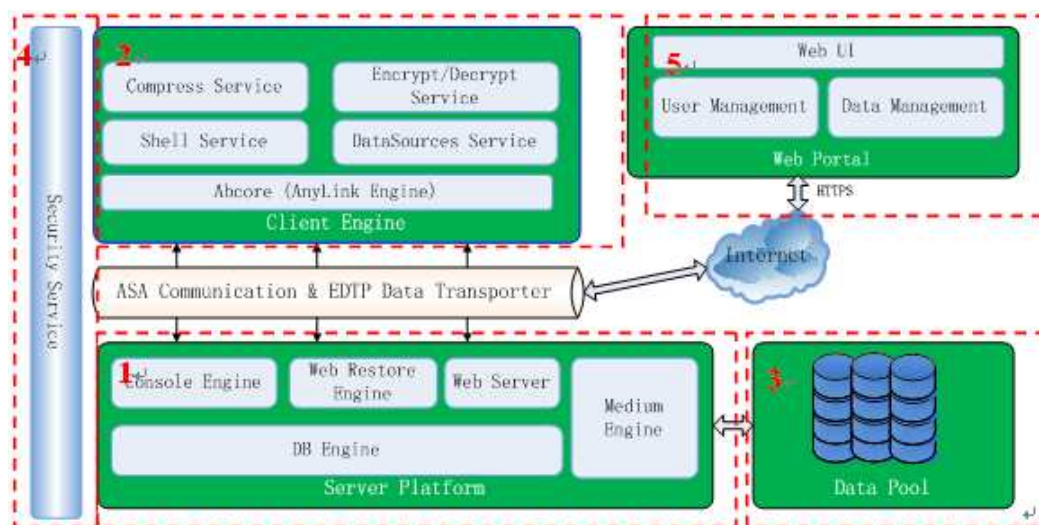 4
Security Service
2
Compress Service
Encrypt/Decrypt
Service
Shell Service
DataSources Service
Abcore (AnyLink Engine)
Client Engine
5
Web UI
User Management
Data Management
Web Portal
HTTPS
Internet
ASA Communication & EDTP Data Transporter
1
Console Engine
Web Restore
Engine
Web Server
Medium
Engine
DB Engine
Server Platform
3
Data Pool